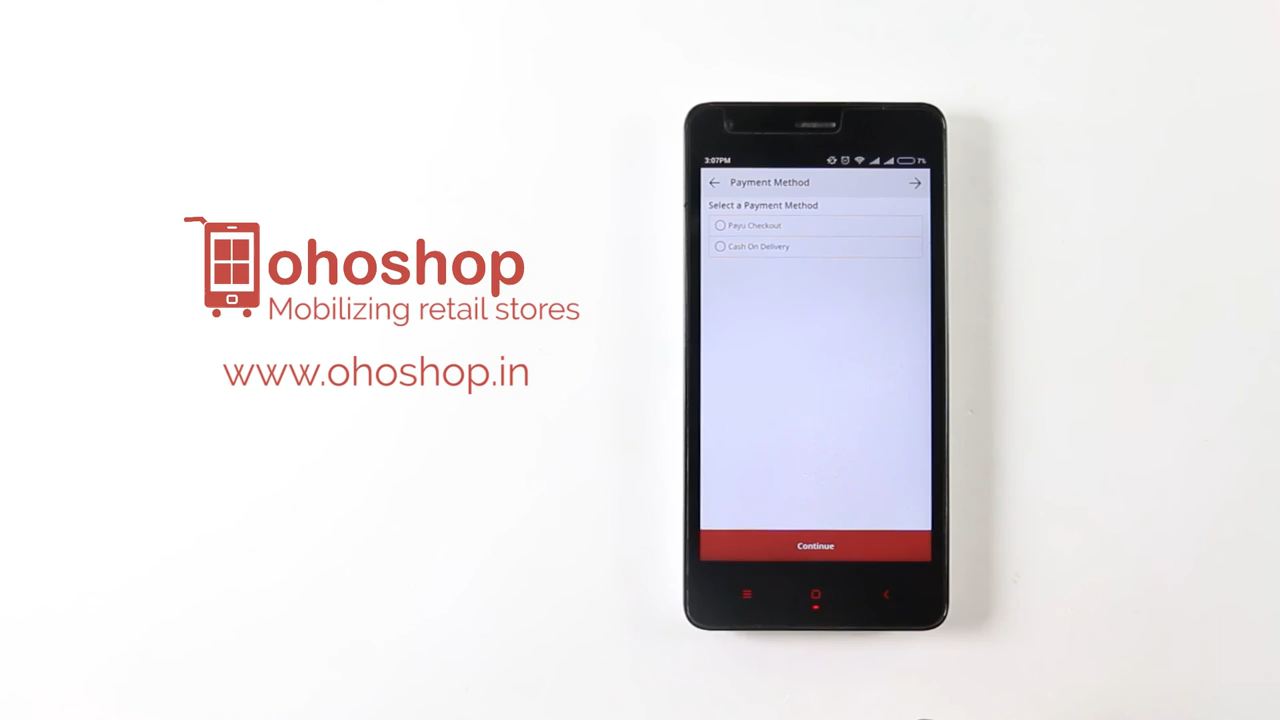 ohoshop
Mobilizing retail stores
www.ohoshop.in
3:07PM
7%
Payment Method
Select a Payment Method
Payu Checkout
Cash On Delivery
Continue